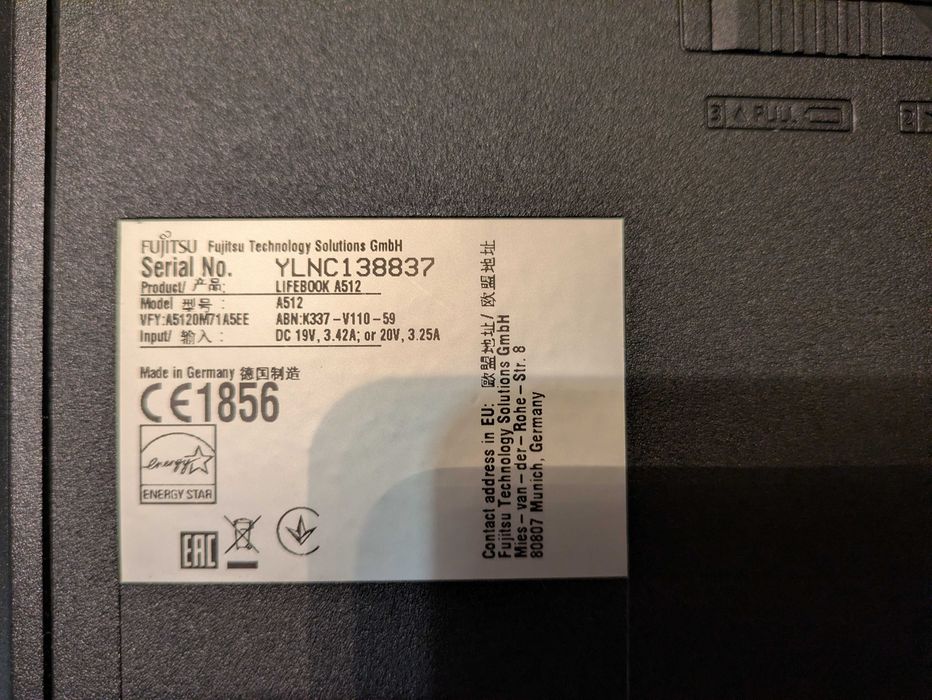 3 PULL
FUJITSU Fujitsu Technology Solutions GmbH
Serial No. YLNC138837
Product/ 产品: LIFEBOOK A512
Model 型号: A512
VFY:A5120M71A5EE ABN:K337-V110-59
Input/ 输入: DC 19V, 3.42A; or 20V, 3.25A
Made in Germany 德国制造
CE1856
energy
ENERGY STAR
EAC
Contact address in EU: 歐盟地址/ 欧盟地址
Fujitsu Technology Solutions GmbH
Mies-van-der-Rohe-Str. 8
80807 Munich, Germany